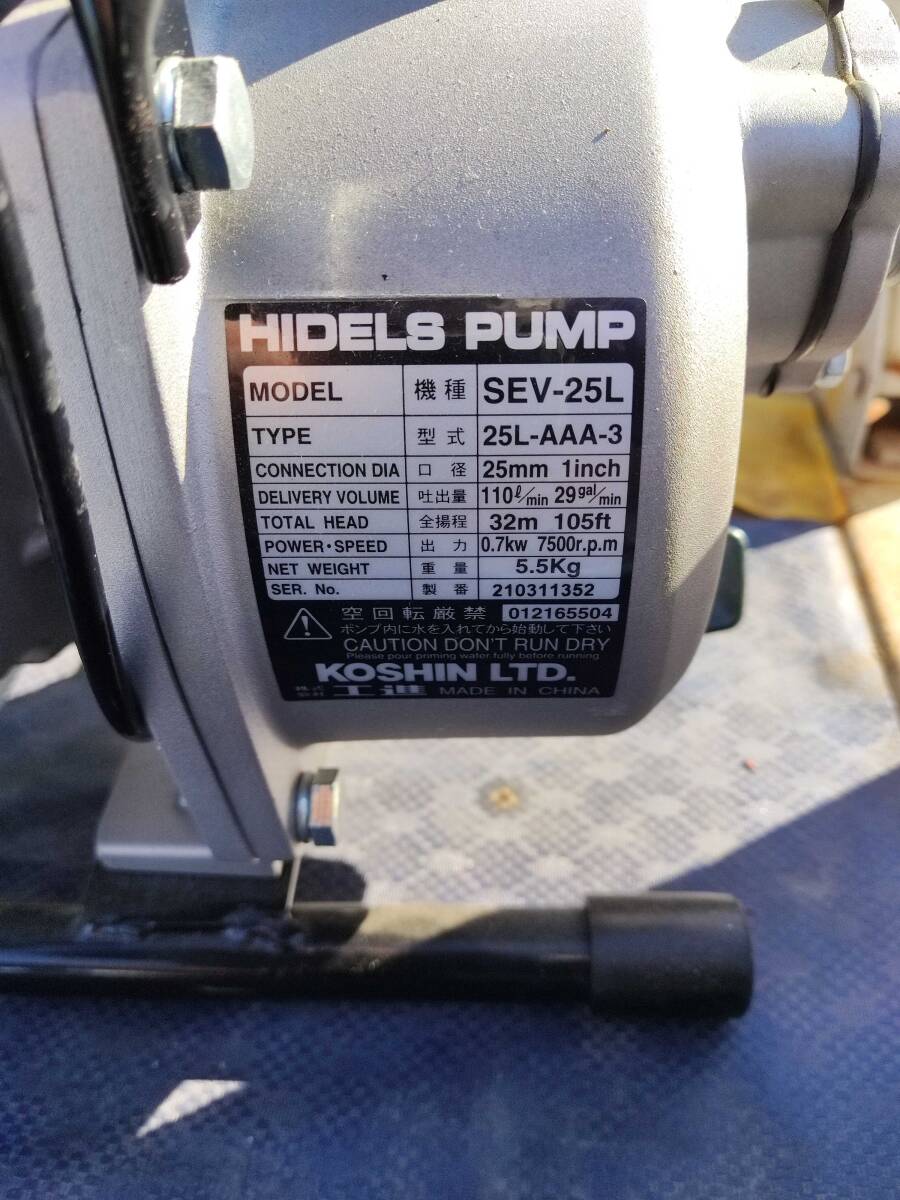 HIDELS PUMP
MODEL 機種 SEV-25L
TYPE 型式 25L-AAA-3
CONNECTION DIA 口径 25mm 1inch
DELIVERY VOLUME 吐出量 110ℓ/min 29gal/min
TOTAL HEAD 全揚程 32m 105ft
POWER・SPEED 出力 0.7kw 7500r.p.m
NET WEIGHT 重量 5.5Kg
SER. No. 製番 210311352
空回転厳禁 012165504
ポンプ内に水を入れてから始動して下さい
CAUTION DON'T RUN DRY
Please pour priming water fully before running
KOSHIN LTD.
株式会社 工進 MADE IN CHINA